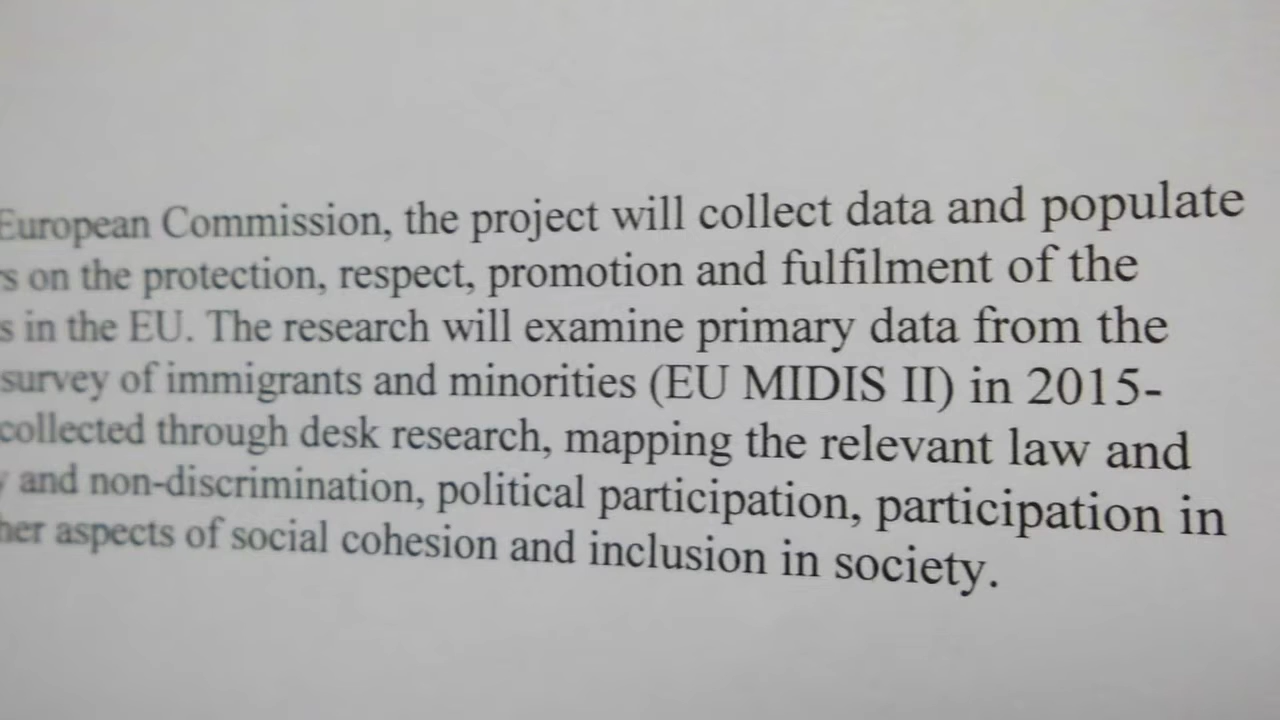 European Commission, the project will collect data and populate
on the protection, respect, promotion and fulfilment of the
in the EU. The research will examine primary data from the
survey of immigrants and minorities (EU MIDIS II) in 2015-
collected through desk research, mapping the relevant law and
and non-discrimination, political participation, participation in
aspects of social cohesion and inclusion in society.